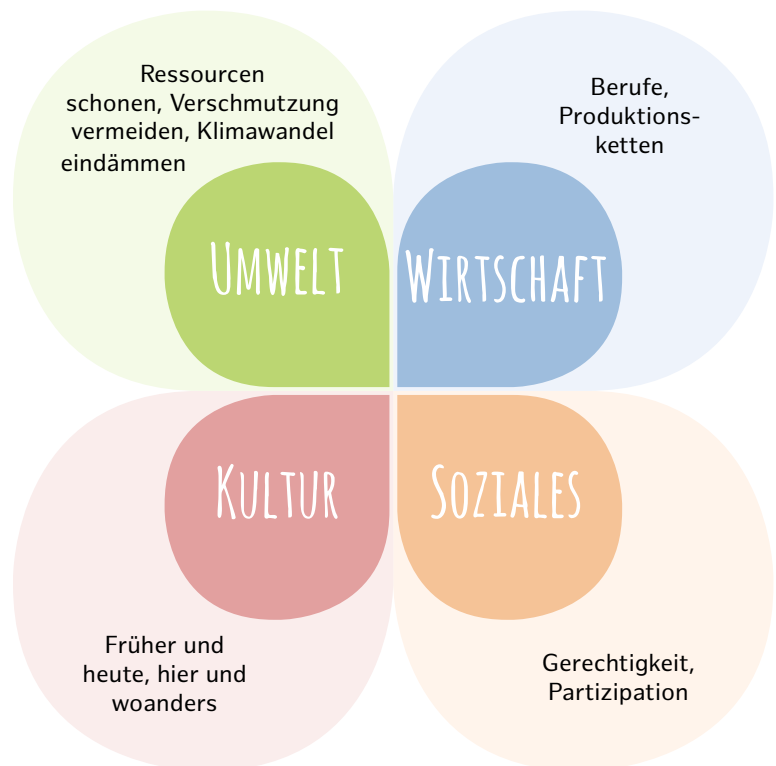 Ressourcen
schonen, Verschmutzung
vermeiden, Klimawandel
eindämmen
UMWELT
Berufe,
Produktions-
ketten
WIRTSCHAFT
KULTUR
Früher und
heute, hier und
woanders
SOZIALES
Gerechtigkeit,
Partizipation